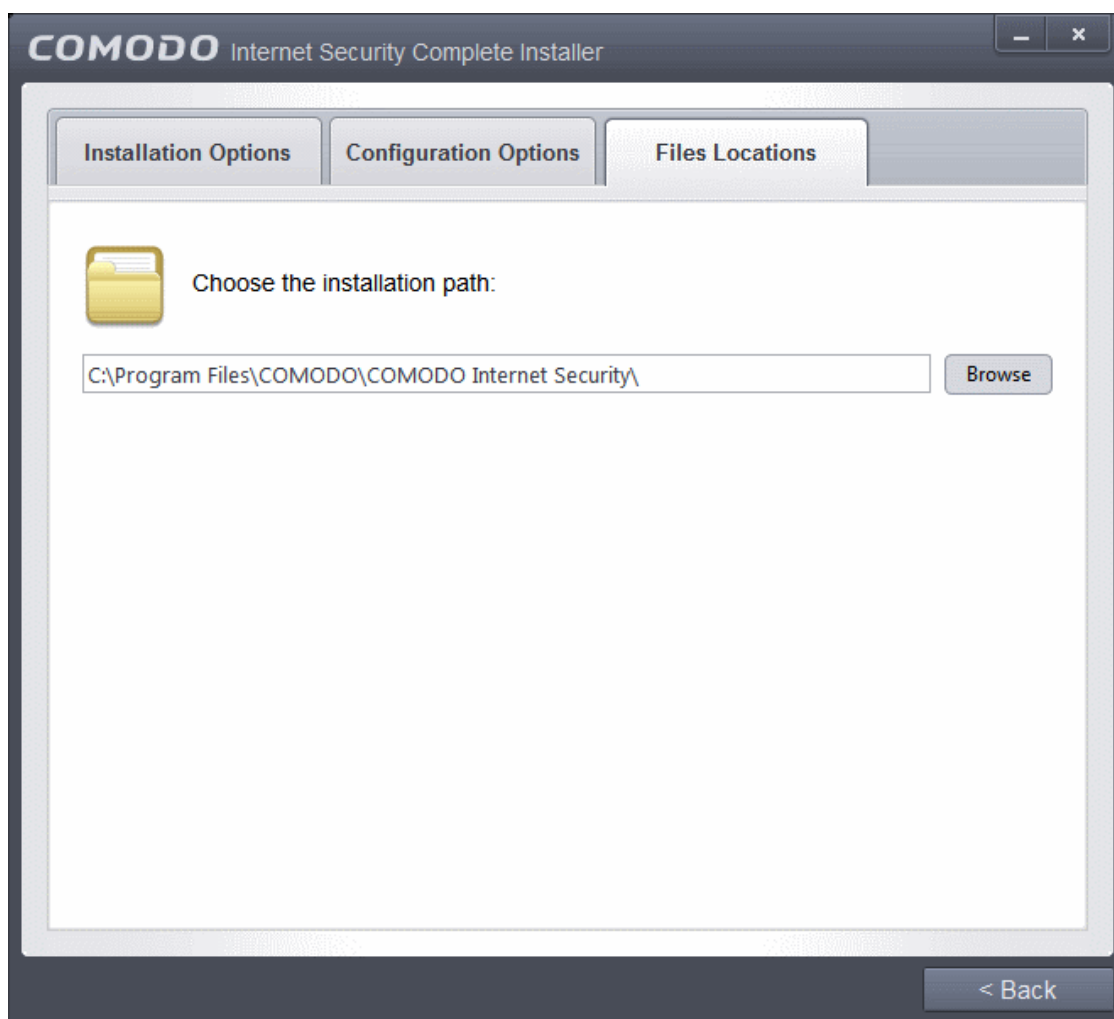 COMODO Internet Security Complete Installer
Installation Options
Configuration Options
Files Locations
Choose the installation path:
C:\Program Files\COMODO\COMODO Internet Security\
Browse
< Back